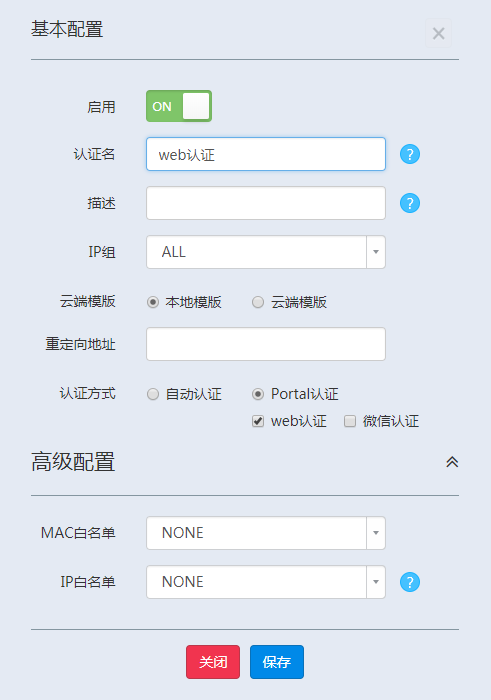 基本配置
×
启用 ON
认证名 web认证 ?
描述 ?
IP组 ALL
云端模版 本地模版 云端模版
重定向地址
认证方式 自动认证 Portal认证
web认证 微信认证
高级配置
MAC白名单 NONE
IP白名单 NONE ?
关闭 保存